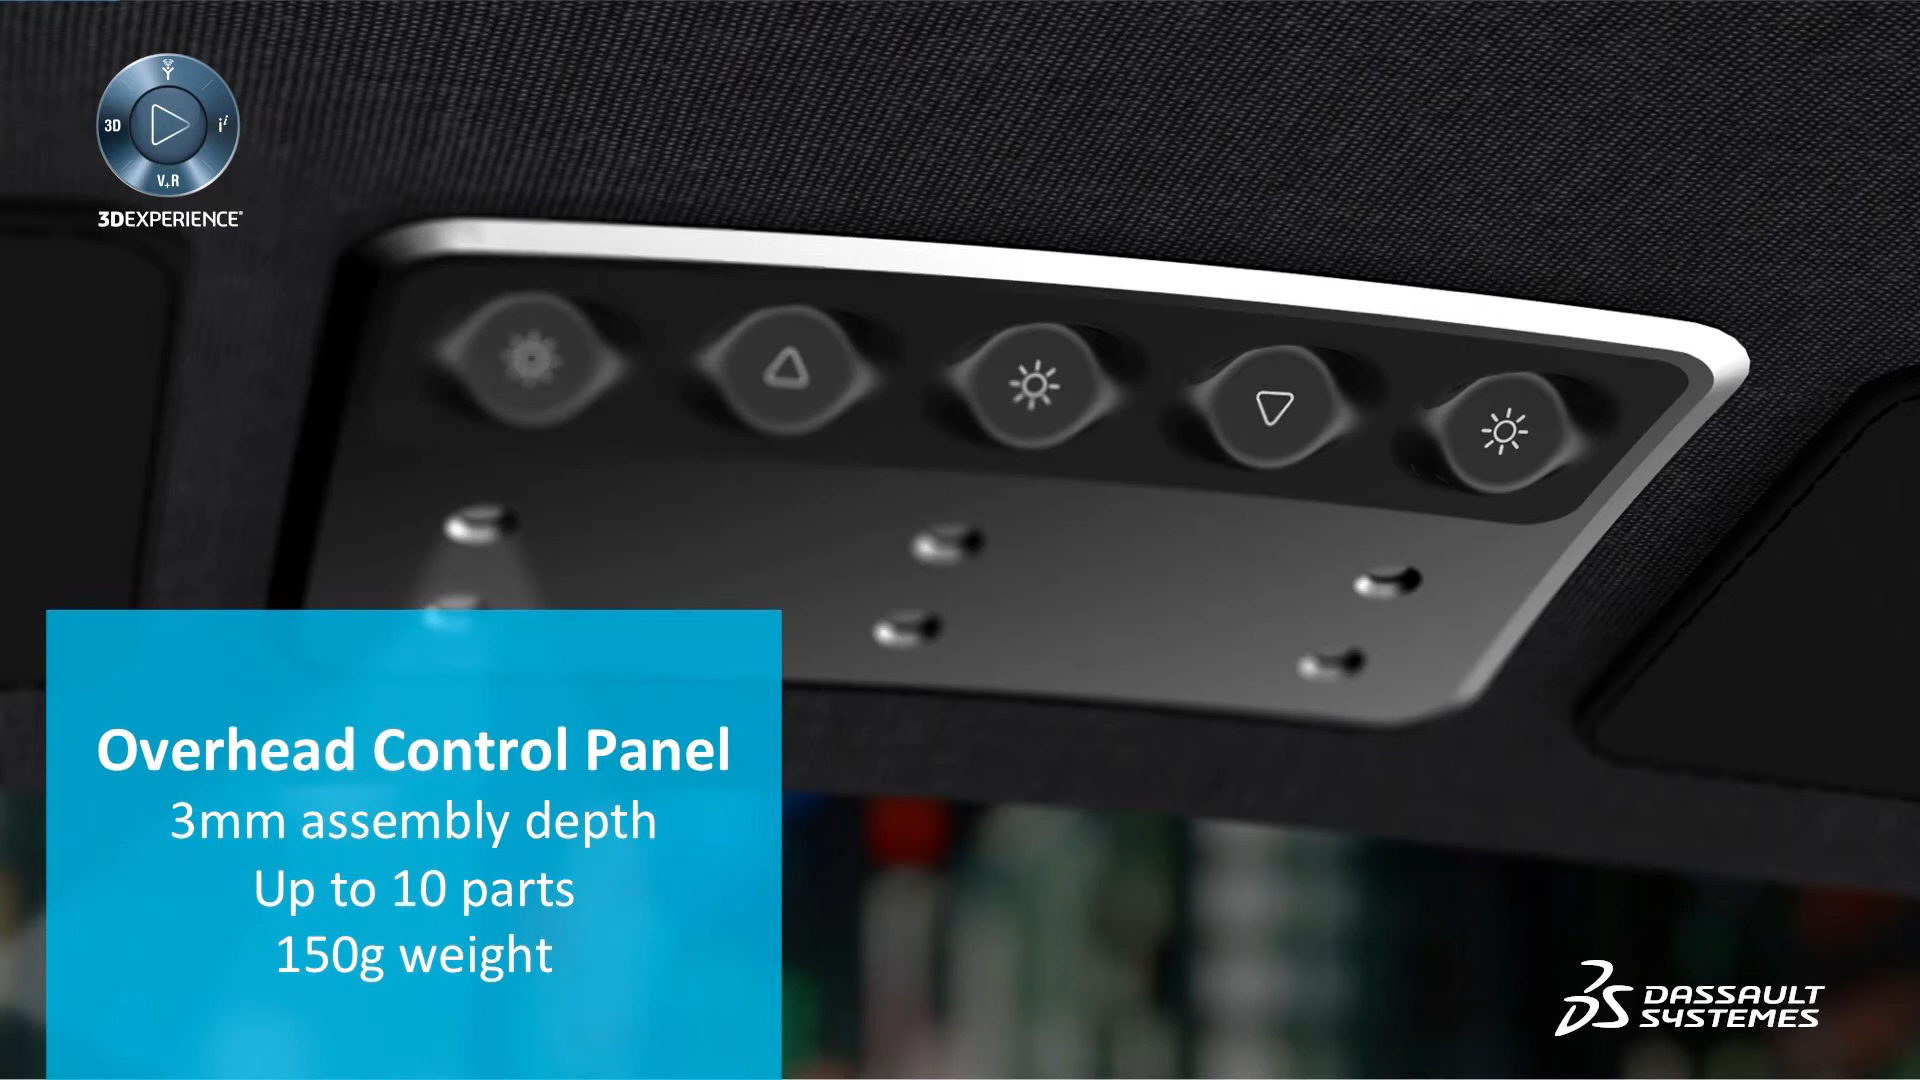 3D
V+R
i i
3DEXPERIENCE®
Overhead Control Panel
3mm assembly depth
Up to 10 parts
150g weight
DASSAULT
SYSTEMES